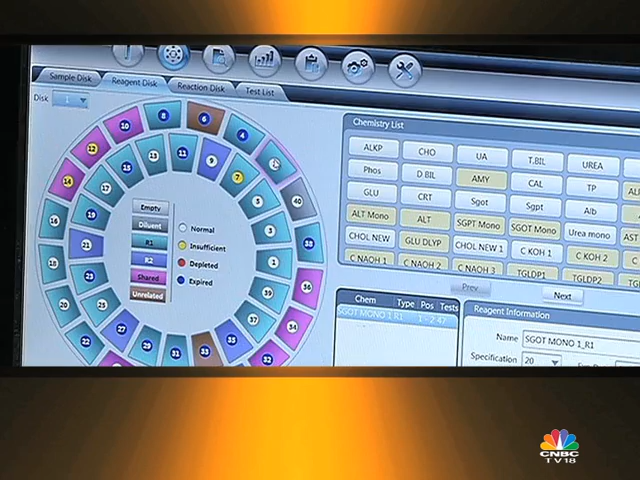 Sample Disk
Reagent Disk
Reaction Disk
Test List
Disk 1
8
6
10
4
12
14
40
16
38
18
36
20
34
22
32
13
11
9
15
7
17
5
19
3
21
1
23
39
25
37
27
35
29
31
33
Empty
Diluent
R1
R2
Shared
Unrelated
Normal
Insufficient
Depleted
Expired
Chemistry List
ALKP CHO UA T.BIL UREA
Phos D.BIL AMY CAL TP
GLU CRT Sgot Sgpt Alb
ALT Mono ALT SGPT Mono SGOT Mono Urea mono
CHOL NEW GLU DLYP CHOL NEW 1 C KOH 1 C KOH 2
C NAOH 1 C NAOH 2 C NAOH 3 TGLDP1 TGLDP2
Prev Next
Chem Type Pos Tests
SGOT MONO 1 R1 1 - 2 47
Reagent Information
Name SGOT MONO 1_R1
Specification 20
CNBC
TV18